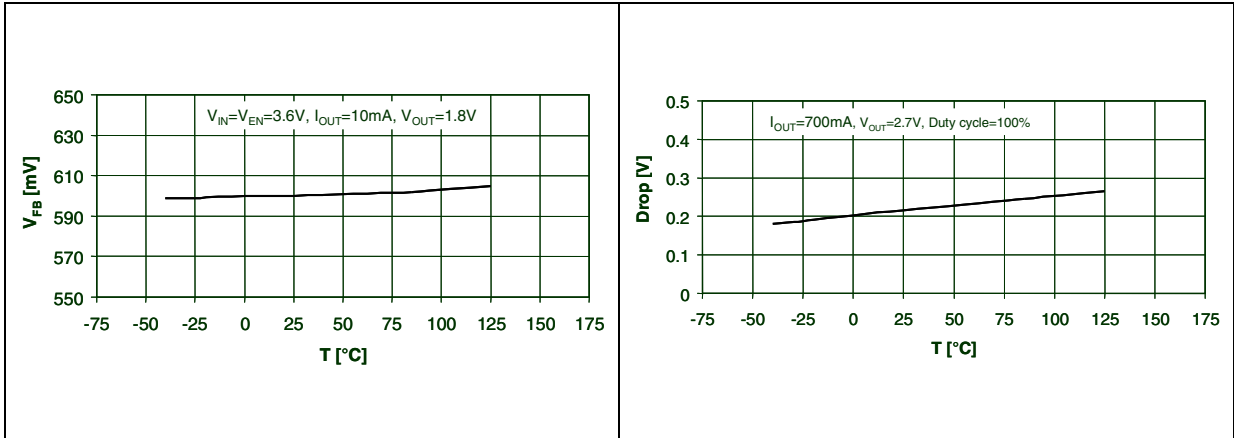 V_IN=V_EN=3.6V, I_OUT=10mA, V_OUT=1.8V
650
630
610
590
570
550
V_FB [mV]
-75 -50 -25 0 25 50 75 100 125 150 175
T [°C]
I_OUT=700mA, V_OUT=2.7V, Duty cycle=100%
0.5
0.4
0.3
0.2
0.1
0
Drop [V]
-75 -50 -25 0 25 50 75 100 125 150 175
T [°C]